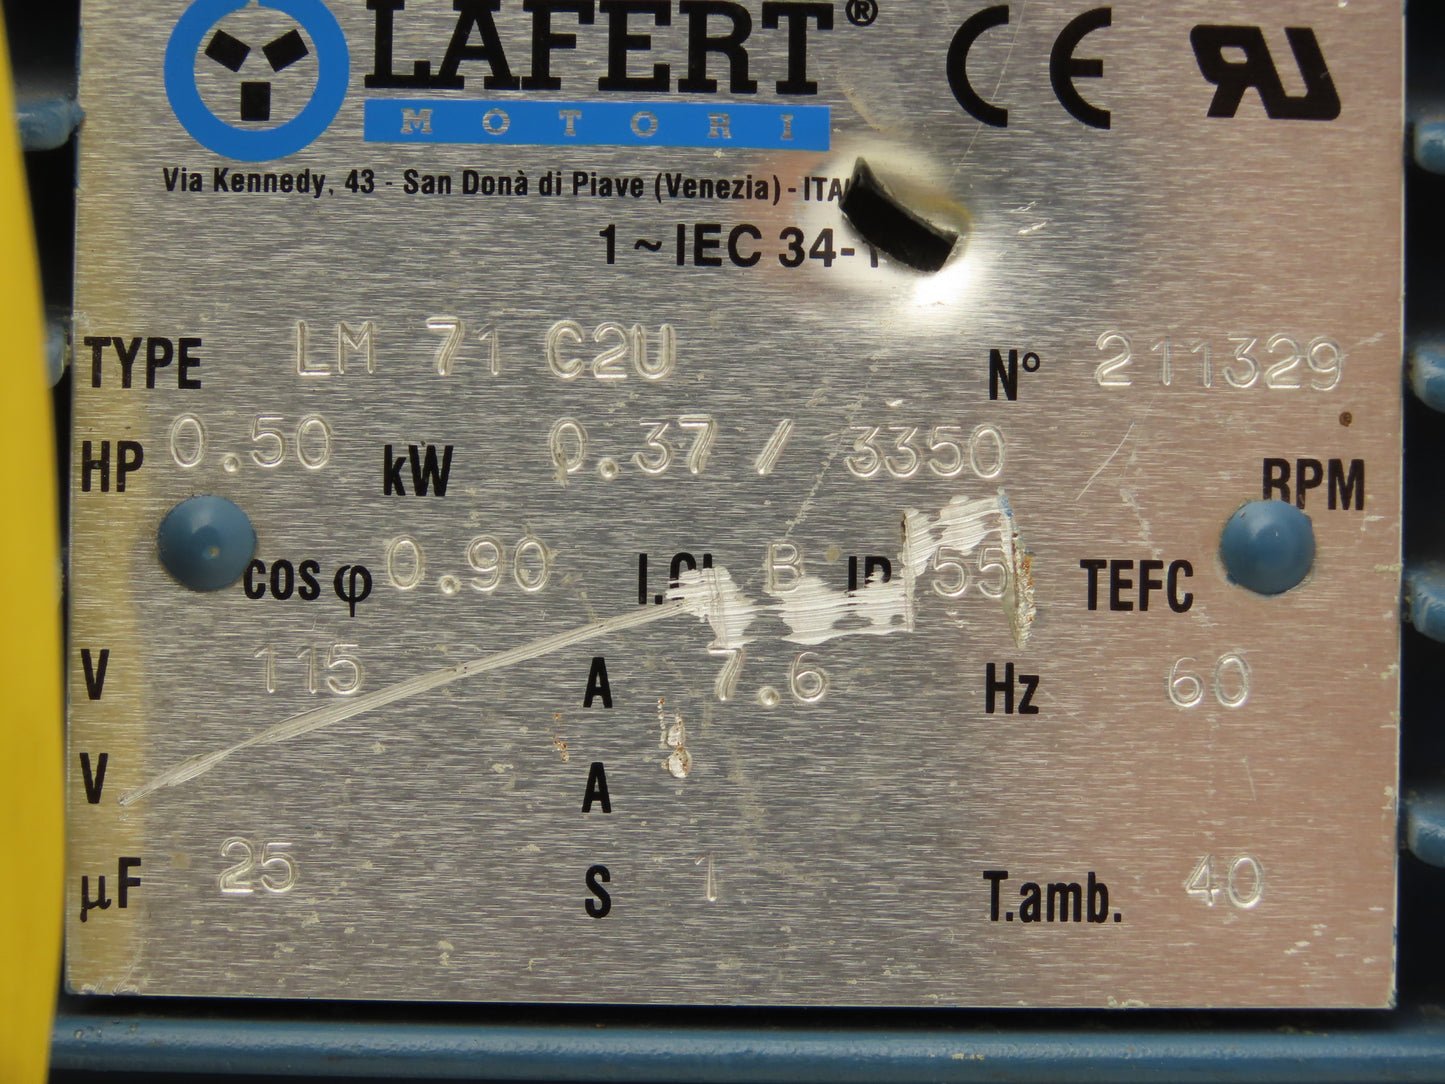 LAFERT®
MOTORI
CE
Via Kennedy, 43 - San Donà di Piave (Venezia) - ITA
1~IEC 34-1
TYPE LM 71 C2U N° 211329
HP 0.50 kW 0.37 / 3350 RPM
cos φ 0.90 I.Cl. B IP 55 TEFC
V 115 A 7.6 Hz 60
V A
µF 25 S 1 T.amb. 40